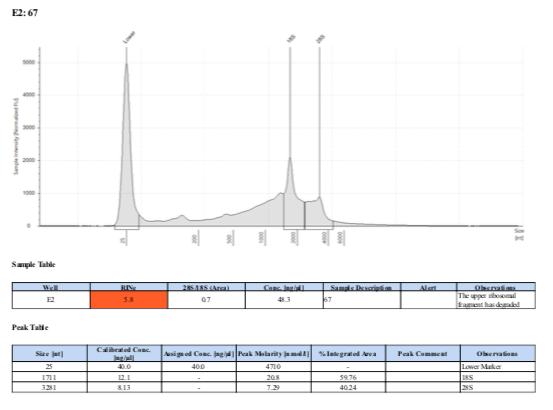 E2: 67
Lower
18S
28S
Sample Intensity [Normalized FU]
5000
4000
3000
2000
1000
0
25
200
500
1000
2000
4000
6000
Size
[nt]
Sample Table
Well RINe 28S/18S (Area) Conc. [ng/µl] Sample Description Alert Observations
E2 5.8 0.7 48.3 67 The upper ribosomal
fragment has degraded
Peak Table
Size [nt] Calibrated Conc. [ng/µl] Assigned Conc. [ng/µl] Peak Molarity [nmol/l] % Integrated Area Peak Comment Observations
25 40.0 40.0 4710 - Lower Marker
1711 12.1 - 20.8 59.76 18S
3281 8.13 - 7.29 40.24 28S